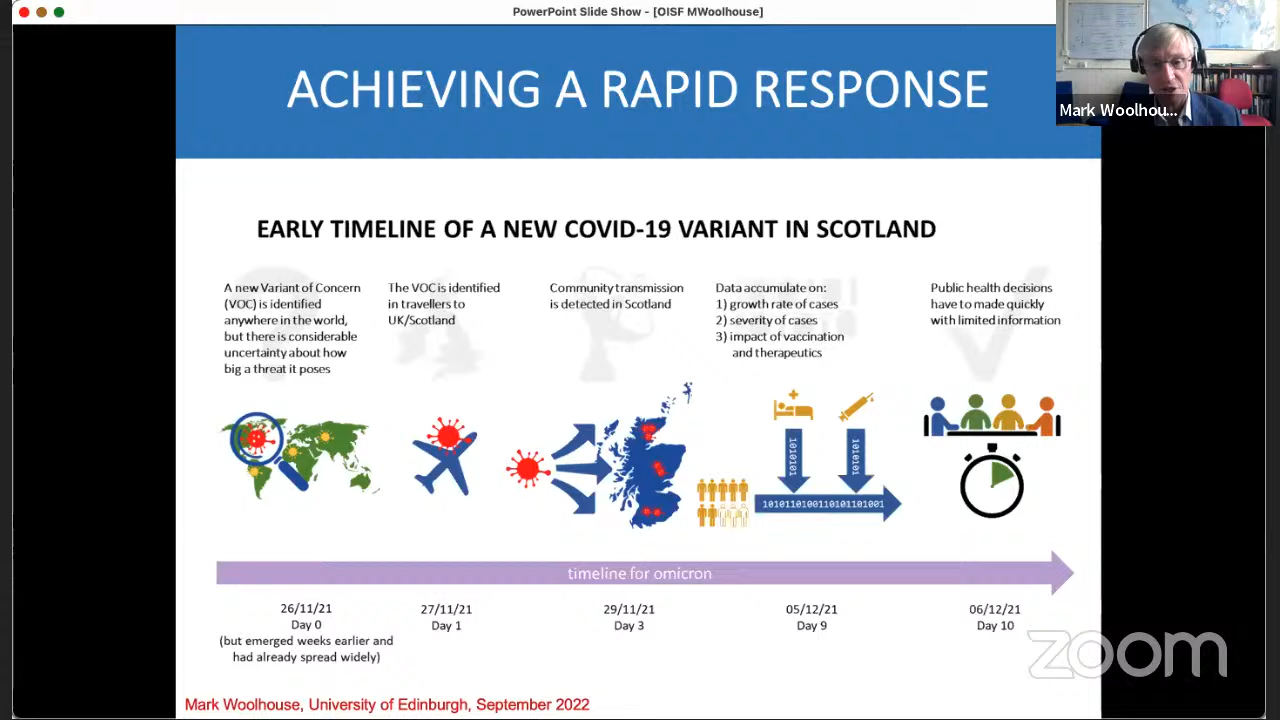 PowerPoint Slide Show - [OISF MWoolhouse]
ACHIEVING A RAPID RESPONSE
Mark Woolhou...
EARLY TIMELINE OF A NEW COVID-19 VARIANT IN SCOTLAND
A new Variant of Concern
(VOC) is identified
anywhere in the world,
but there is considerable
uncertainty about how
big a threat it poses
The VOC is identified
in travellers to
UK/Scotland
Community transmission
is detected in Scotland
Data accumulate on:
1) growth rate of cases
2) severity of cases
3) impact of vaccination
and therapeutics
Public health decisions
have to made quickly
with limited information
1010101
10101
1010110100110101101001
timeline for omicron
26/11/21
Day 0
(but emerged weeks earlier and
had already spread widely)
27/11/21
Day 1
29/11/21
Day 3
05/12/21
Day 9
06/12/21
Day 10
zoom
Mark Woolhouse, University of Edinburgh, September 2022